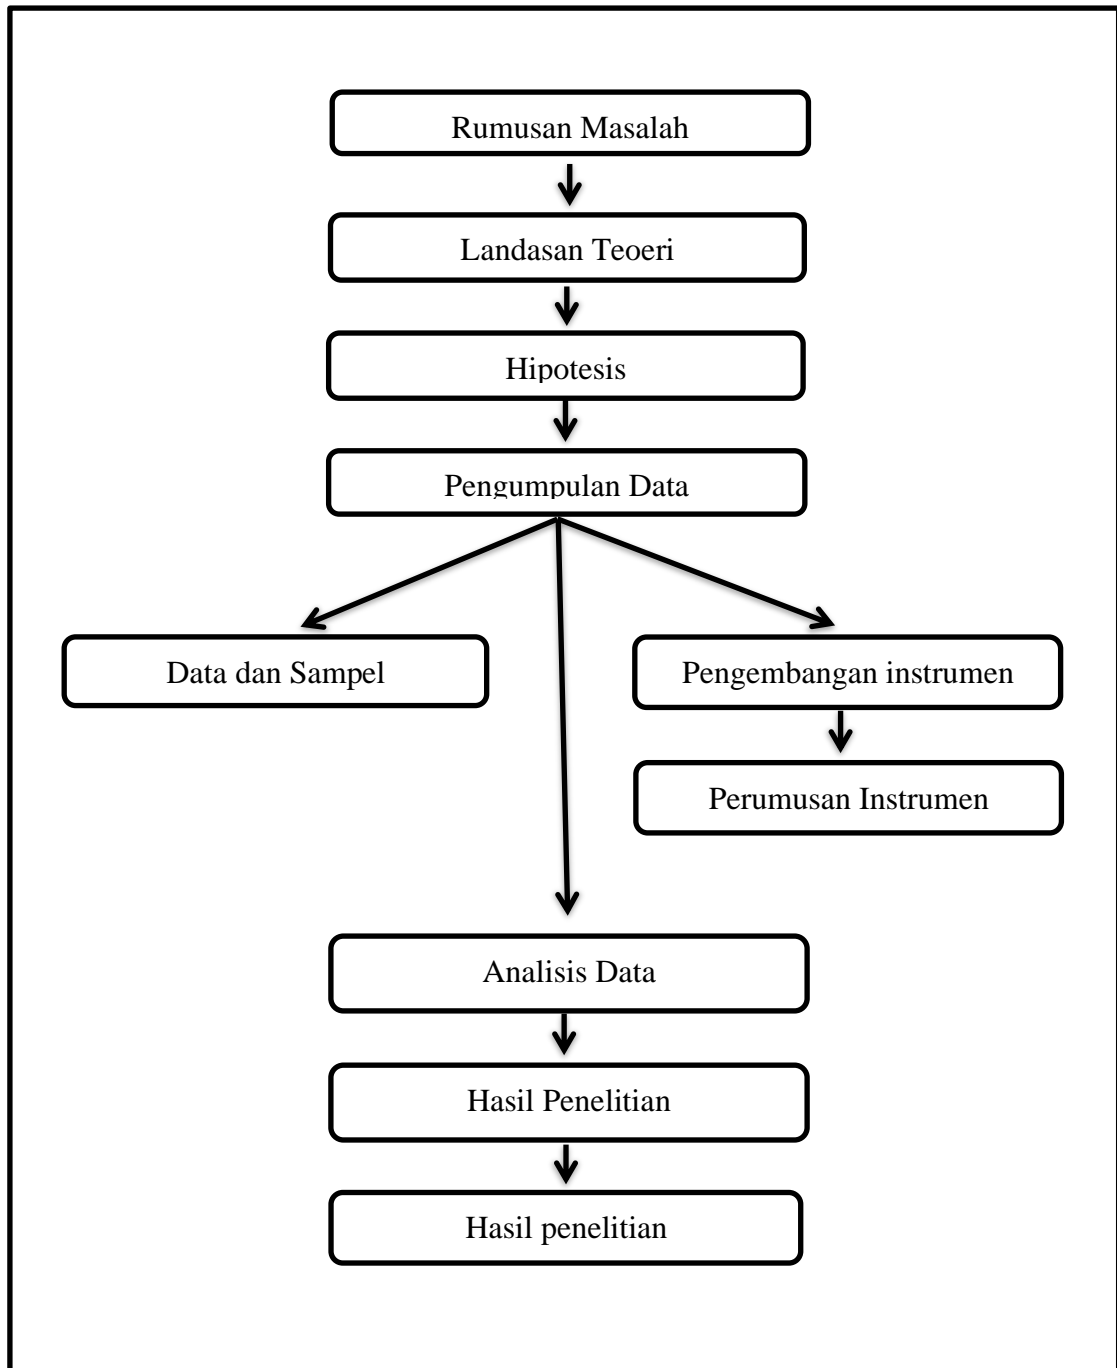 Rumusan Masalah
Landasan Teoeri
Hipotesis
Pengumpulan Data
Data dan Sampel
Pengembangan instrumen
Perumusan Instrumen
Analisis Data
Hasil Penelitian
Hasil penelitian